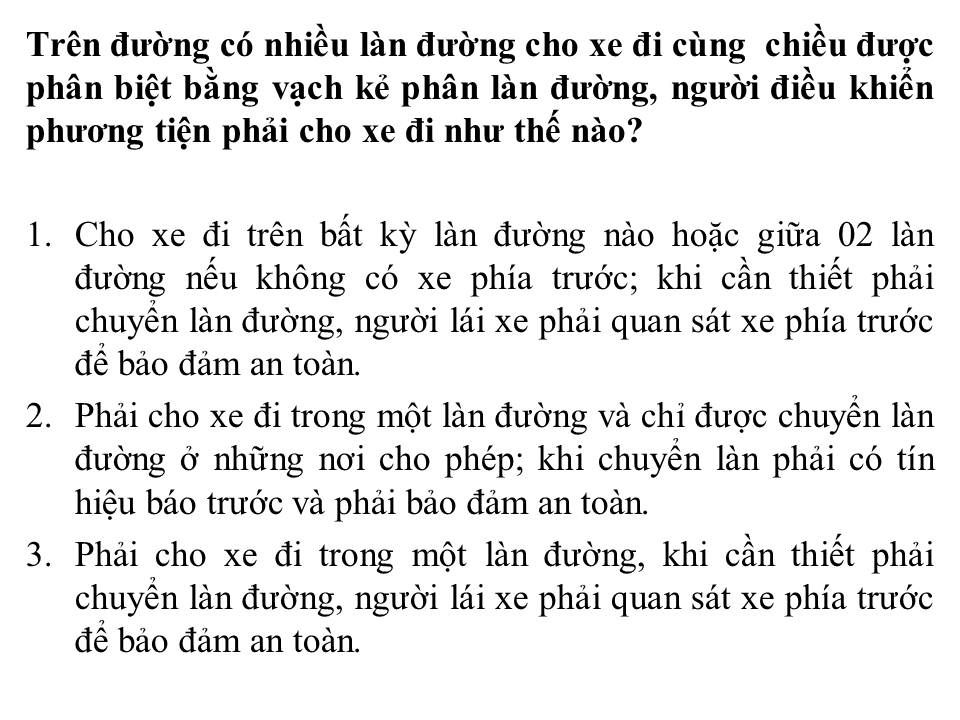 Trên đường có nhiều làn đường cho xe đi cùng chiều được
phân biệt bằng vạch kẻ phân làn đường, người điều khiển
phương tiện phải cho xe đi như thế nào?
1. Cho xe đi trên bất kỳ làn đường nào hoặc giữa 02 làn
đường nếu không có xe phía trước; khi cần thiết phải
chuyển làn đường, người lái xe phải quan sát xe phía trước
để bảo đảm an toàn.
2. Phải cho xe đi trong một làn đường và chỉ được chuyển làn
đường ở những nơi cho phép; khi chuyển làn phải có tín
hiệu báo trước và phải bảo đảm an toàn.
3. Phải cho xe đi trong một làn đường, khi cần thiết phải
chuyển làn đường, người lái xe phải quan sát xe phía trước
để bảo đảm an toàn.